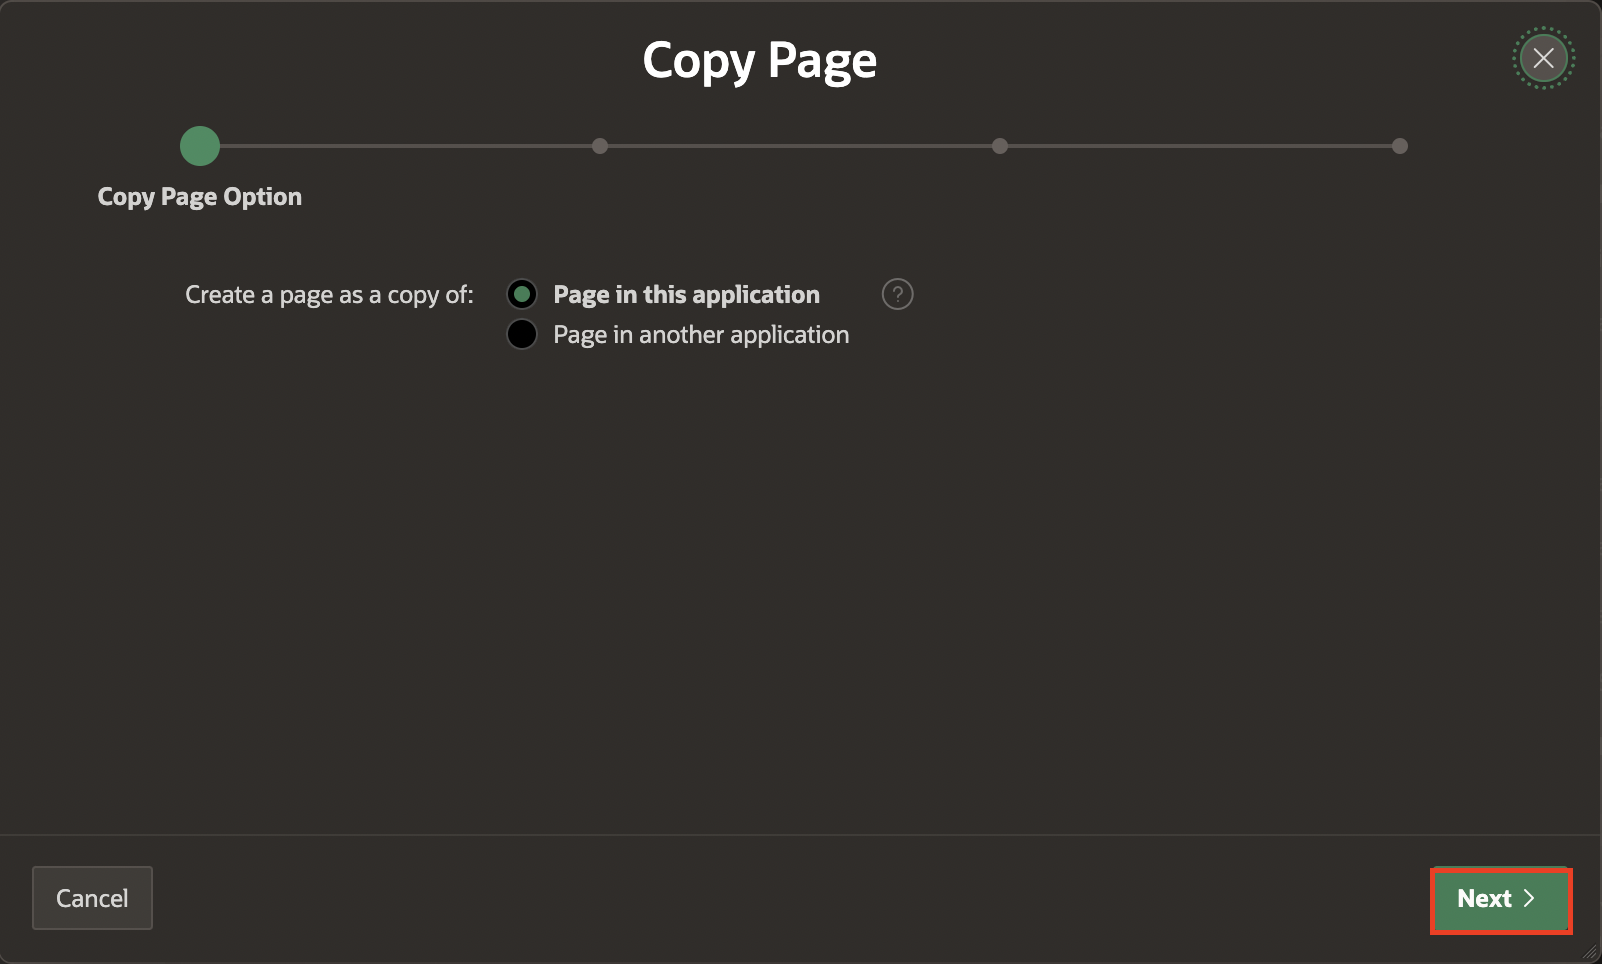 Copy Page
Copy Page Option
Create a page as a copy of:
Page in this application
?
Page in another application
Cancel
Next